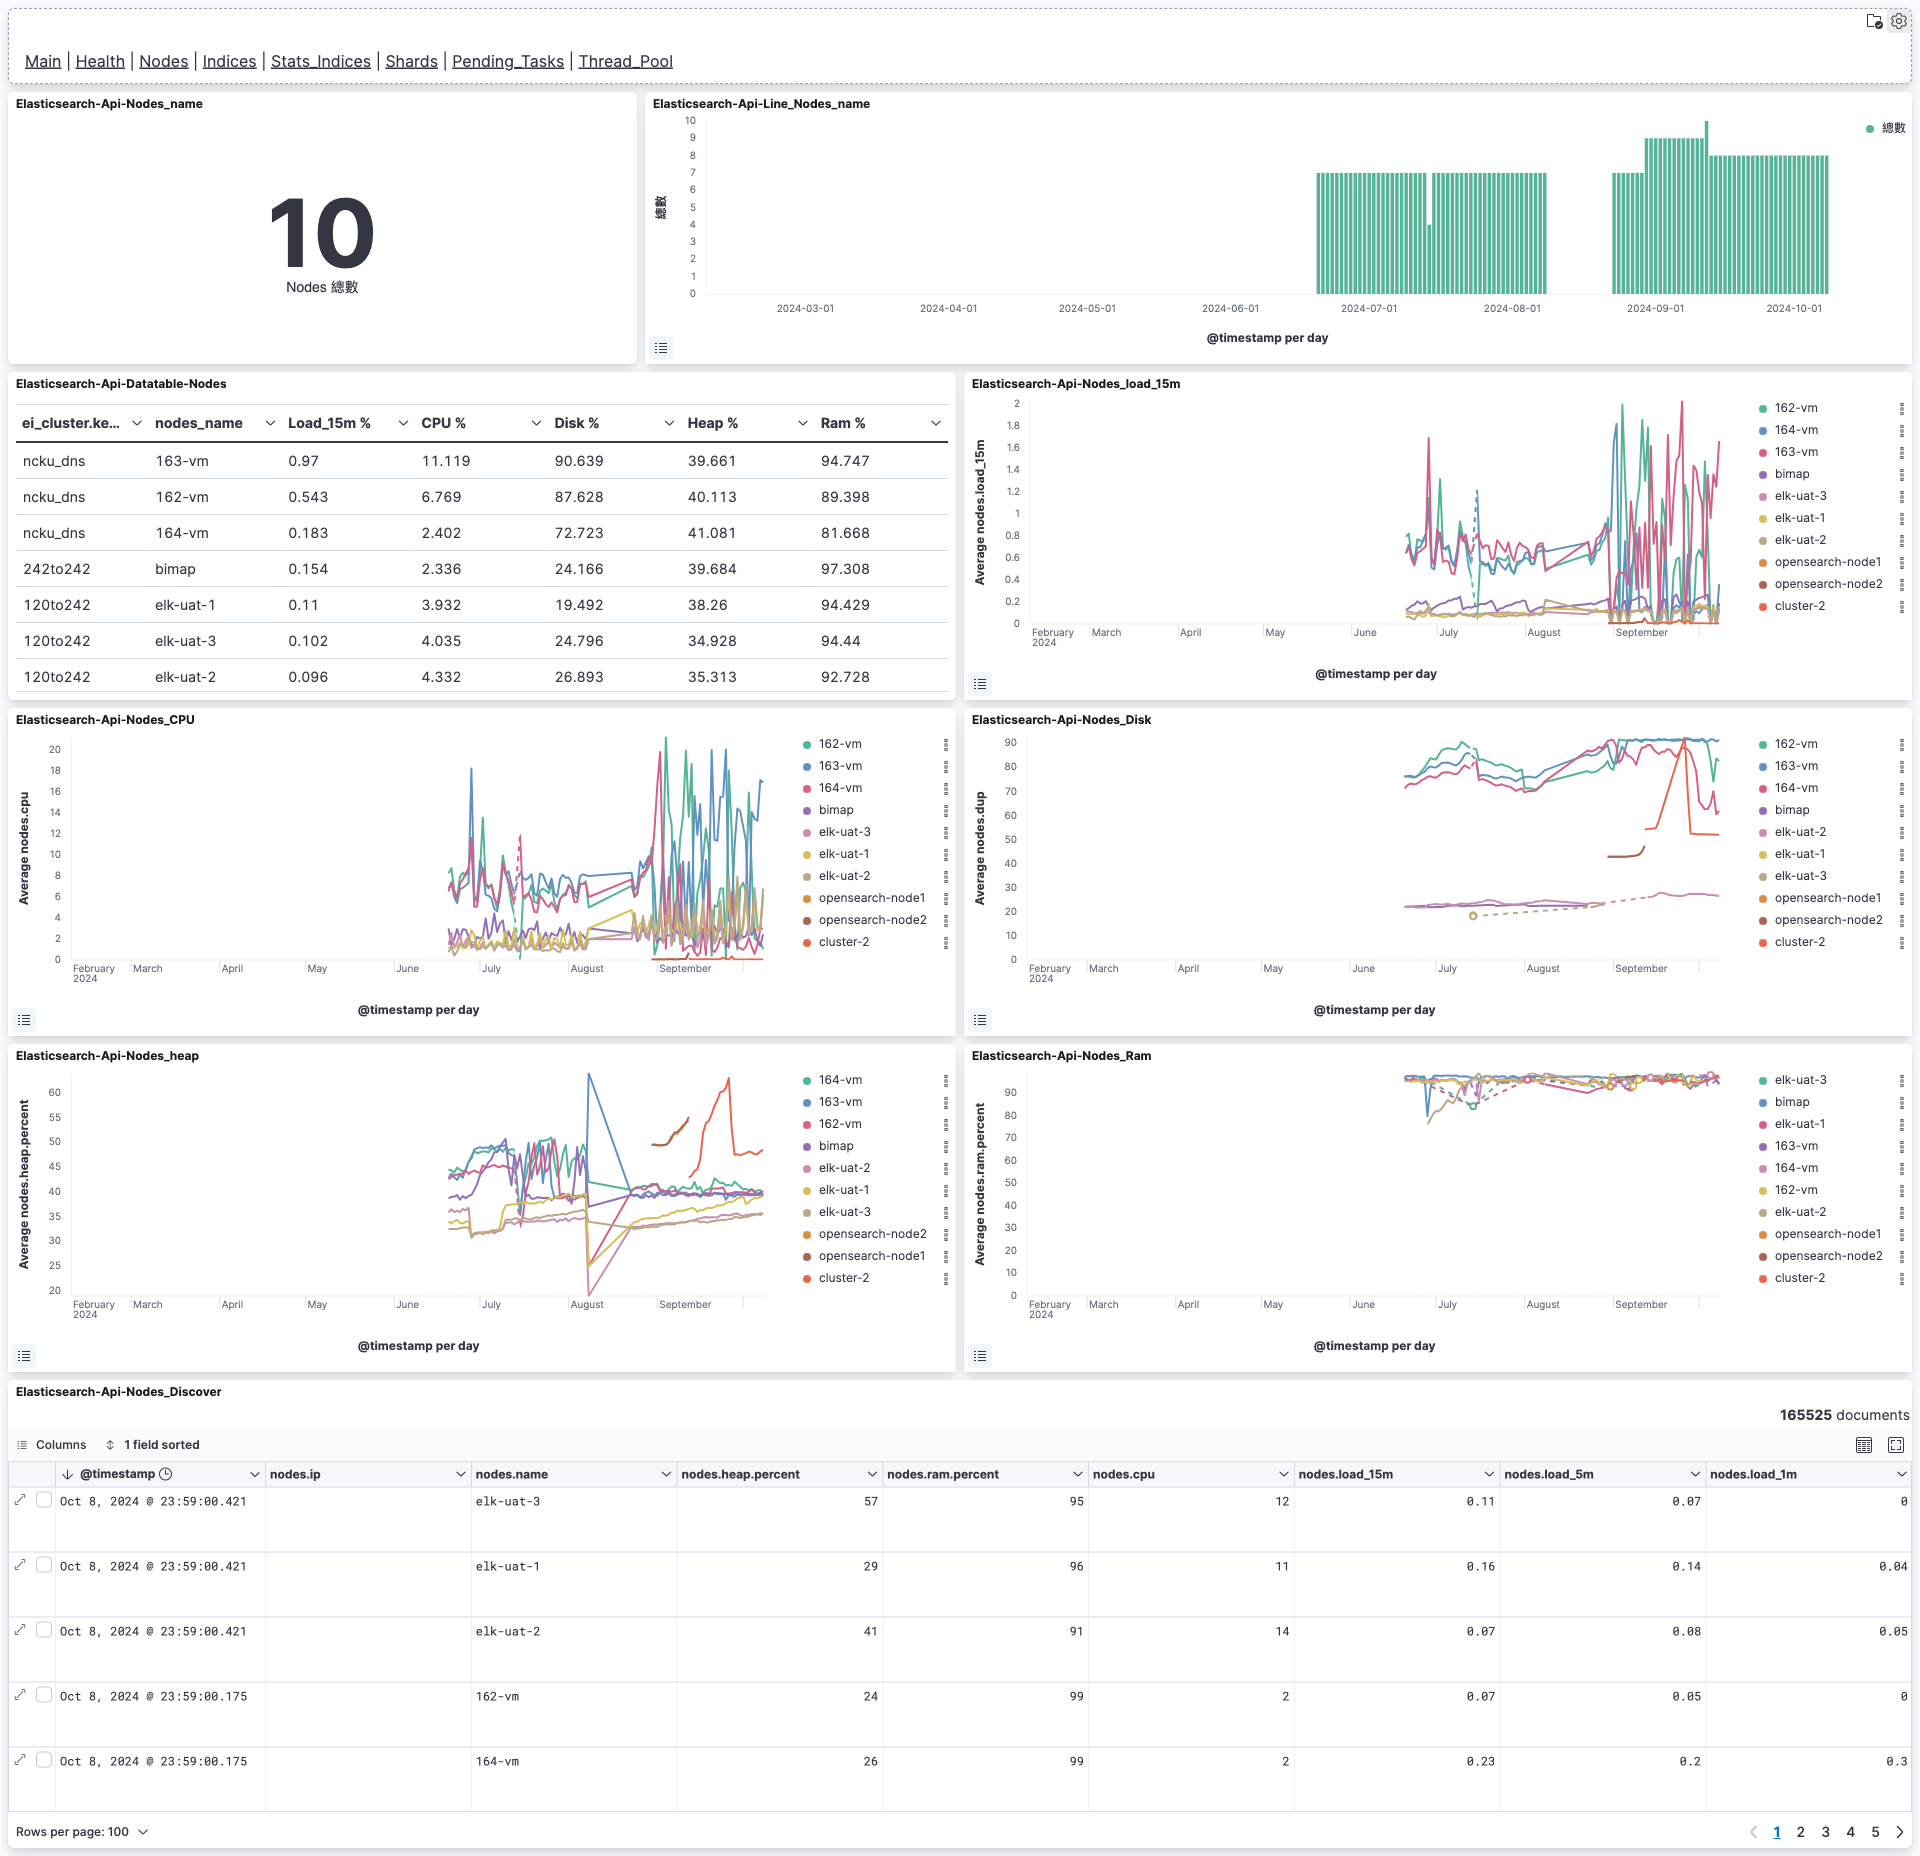 Main | Health | Nodes | Indices | Stats_Indices | Shards | Pending_Tasks | Thread_Pool
Elasticsearch-Api-Nodes_name
10
Nodes 總數
Elasticsearch-Api-Line_Nodes_name
總數
10
9
8
7
6
5
4
3
2
1
0
總數
2024-03-01 2024-04-01 2024-05-01 2024-06-01 2024-07-01 2024-08-01 2024-09-01 2024-10-01
@timestamp per day
Elasticsearch-Api-Datatable-Nodes
ei_cluster.ke... nodes_name Load_15m % CPU % Disk % Heap % Ram %
ncku_dns 163-vm 0.97 11.119 90.639 39.661 94.747
ncku_dns 162-vm 0.543 6.769 87.628 40.113 89.398
ncku_dns 164-vm 0.183 2.402 72.723 41.081 81.668
242to242 bimap 0.154 2.336 24.166 39.684 97.308
120to242 elk-uat-1 0.11 3.932 19.492 38.26 94.429
120to242 elk-uat-3 0.102 4.035 24.796 34.928 94.44
120to242 elk-uat-2 0.096 4.332 26.893 35.313 92.728
Elasticsearch-Api-Nodes_load_15m
Average nodes.load_15m
2
1.8
1.6
1.4
1.2
1
0.8
0.6
0.4
0.2
0
February March April May June July August September
2024
@timestamp per day
162-vm
164-vm
163-vm
bimap
elk-uat-3
elk-uat-1
elk-uat-2
opensearch-node1
opensearch-node2
cluster-2
Elasticsearch-Api-Nodes_CPU
Average nodes.cpu
20
18
16
14
12
10
8
6
4
2
0
February March April May June July August September
2024
@timestamp per day
162-vm
163-vm
164-vm
bimap
elk-uat-3
elk-uat-1
elk-uat-2
opensearch-node1
opensearch-node2
cluster-2
Elasticsearch-Api-Nodes_Disk
Average nodes.dup
90
80
70
60
50
40
30
20
10
0
February March April May June July August September
2024
@timestamp per day
162-vm
163-vm
164-vm
bimap
elk-uat-2
elk-uat-1
elk-uat-3
opensearch-node1
opensearch-node2
cluster-2
Elasticsearch-Api-Nodes_heap
Average nodes.heap.percent
60
55
50
45
40
35
30
25
20
February March April May June July August September
2024
@timestamp per day
164-vm
163-vm
162-vm
bimap
elk-uat-2
elk-uat-1
elk-uat-3
opensearch-node2
opensearch-node1
cluster-2
Elasticsearch-Api-Nodes_Ram
Average nodes.ram.percent
90
80
70
60
50
40
30
20
10
0
February March April May June July August September
2024
@timestamp per day
elk-uat-3
bimap
elk-uat-1
163-vm
164-vm
162-vm
elk-uat-2
opensearch-node1
opensearch-node2
cluster-2
Elasticsearch-Api-Nodes_Discover
165525 documents
Columns 1 field sorted
@timestamp nodes.ip nodes.name nodes.heap.percent nodes.ram.percent nodes.cpu nodes.load_15m nodes.load_5m nodes.load_1m
Oct 8, 2024 @ 23:59:00.421 elk-uat-3 57 95 12 0.11 0.07 0
Oct 8, 2024 @ 23:59:00.421 elk-uat-1 29 96 11 0.16 0.14 0.04
Oct 8, 2024 @ 23:59:00.421 elk-uat-2 41 91 14 0.07 0.08 0.05
Oct 8, 2024 @ 23:59:00.175 162-vm 24 99 2 0.07 0.05 0
Oct 8, 2024 @ 23:59:00.175 164-vm 26 99 2 0.23 0.2 0.3
Rows per page: 100 1 2 3 4 5